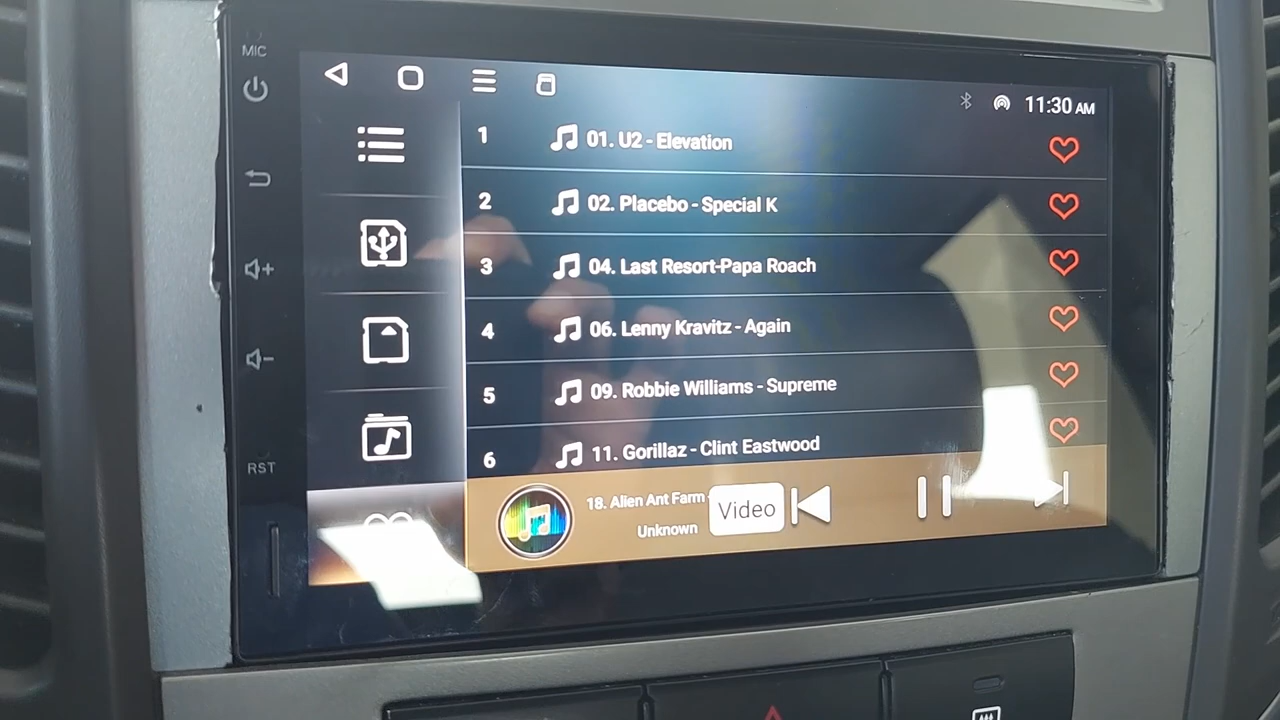 MIC
11:30 AM
1 01. U2 - Elevation
2 02. Placebo - Special K
3 04. Last Resort-Papa Roach
4 06. Lenny Kravitz - Again
5 09. Robbie Williams - Supreme
6 11. Gorillaz - Clint Eastwood
RST
18. Alien Ant Farm
Video
Unknown